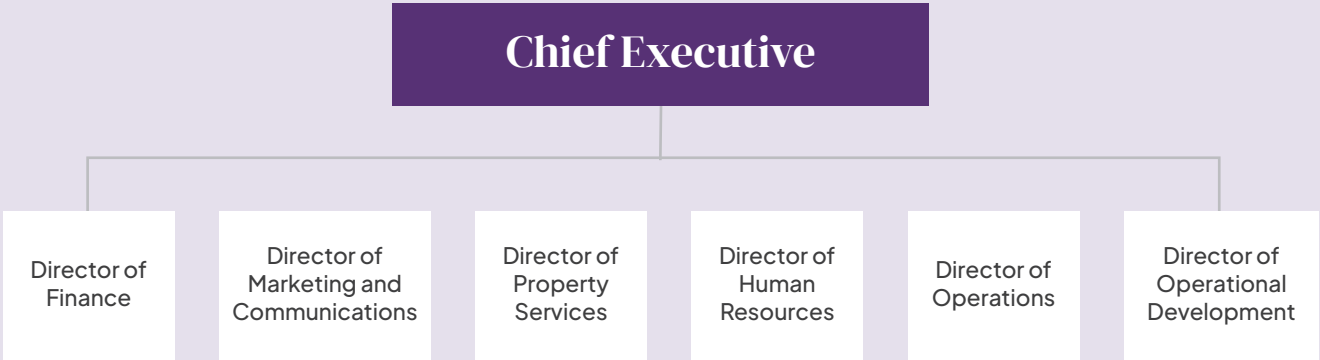 Chief Executive
Director of
Finance
Director of
Marketing and
Communications
Director of
Property
Services
Director of
Human
Resources
Director of
Operations
Director of
Operational
Development